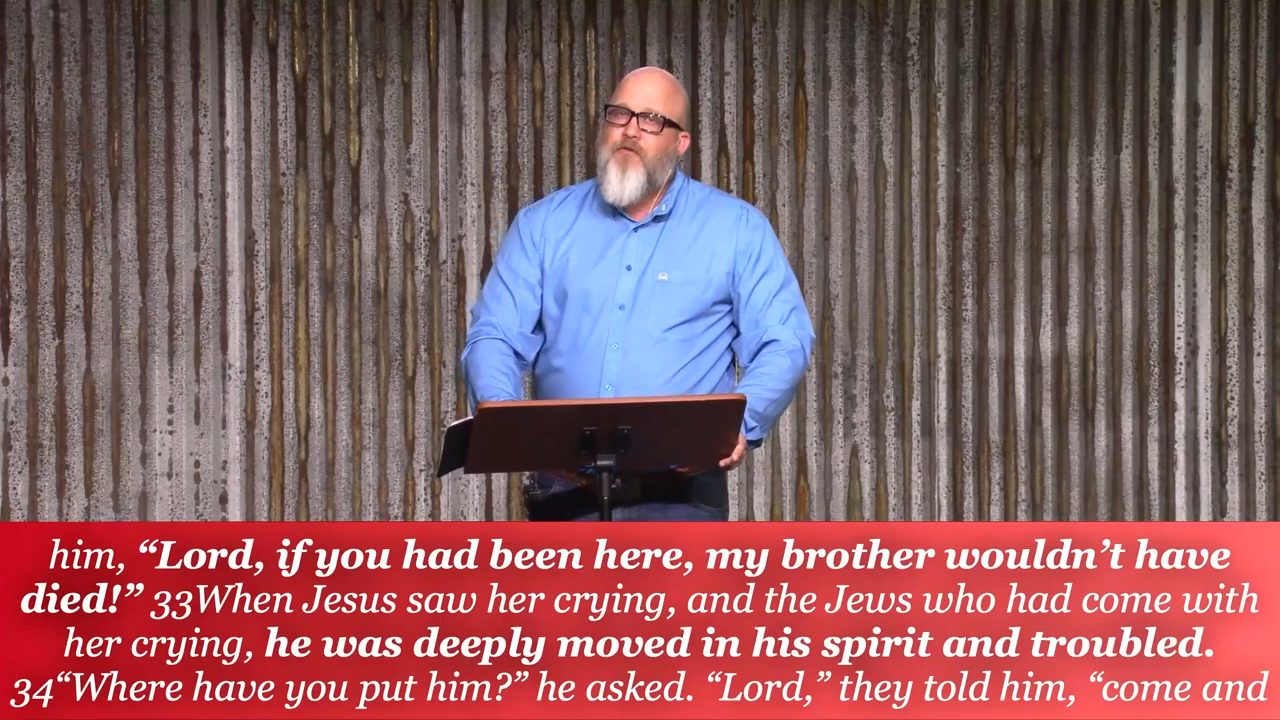 him, “Lord, if you had been here, my brother wouldn’t have
died!” 33When Jesus saw her crying, and the Jews who had come with
her crying, he was deeply moved in his spirit and troubled.
34“Where have you put him?” he asked. “Lord,” they told him, “come and